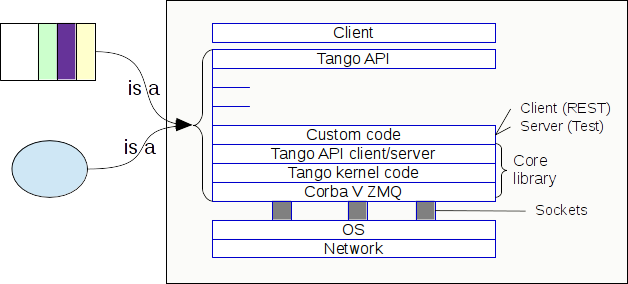 Client
Tango API
is a
is a
Custom code
Client (REST)
Server (Test)
Tango API client/server
Tango kernel code
Corba V ZMQ
Core
library
Sockets
OS
Network